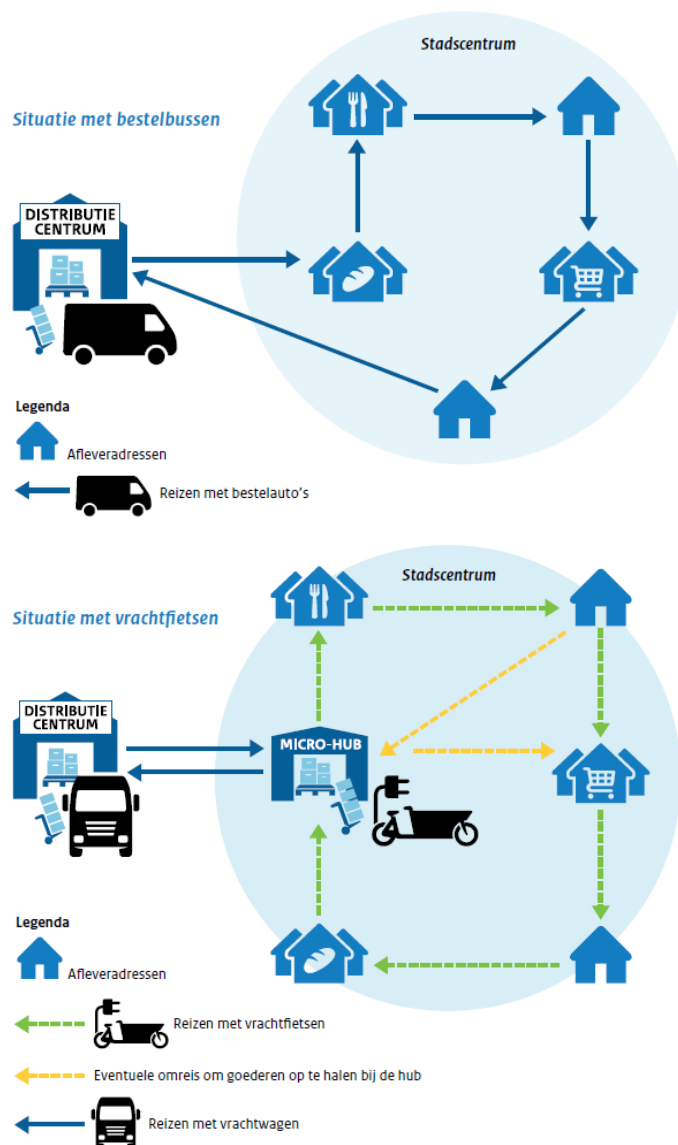 Stadscentrum
Situatie met bestelbussen
DISTRIBUTIE
CENTRUM
Legenda
Afleveradressen
Reizen met bestelauto's
Stadscentrum
Situatie met vrachtfietsen
DISTRIBUTIE
CENTRUM
MICRO-HUB
Legenda
Afleveradressen
Reizen met vrachtfietsen
Eventuele omreis om goederen op te halen bij de hub
Reizen met vrachtwagen